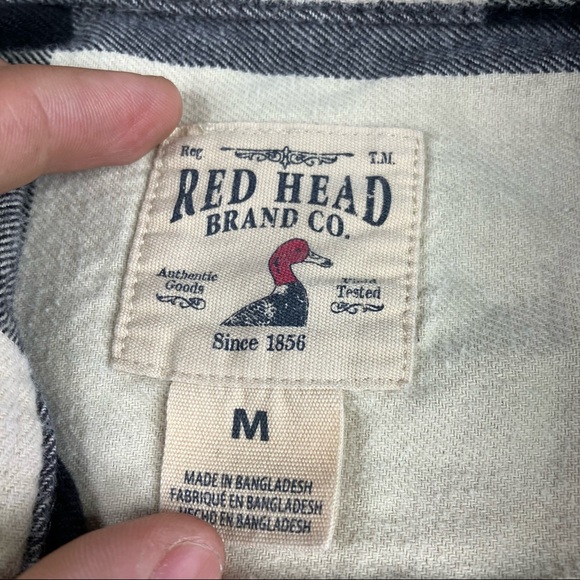 Reg T.M.
RED HEAD
BRAND CO.
Authentic
Goods
Tested
Since 1856
M
MADE IN BANGLADESH
FABRIQUÉ EN BANGLADESH
HECHO EN BANGLADESH